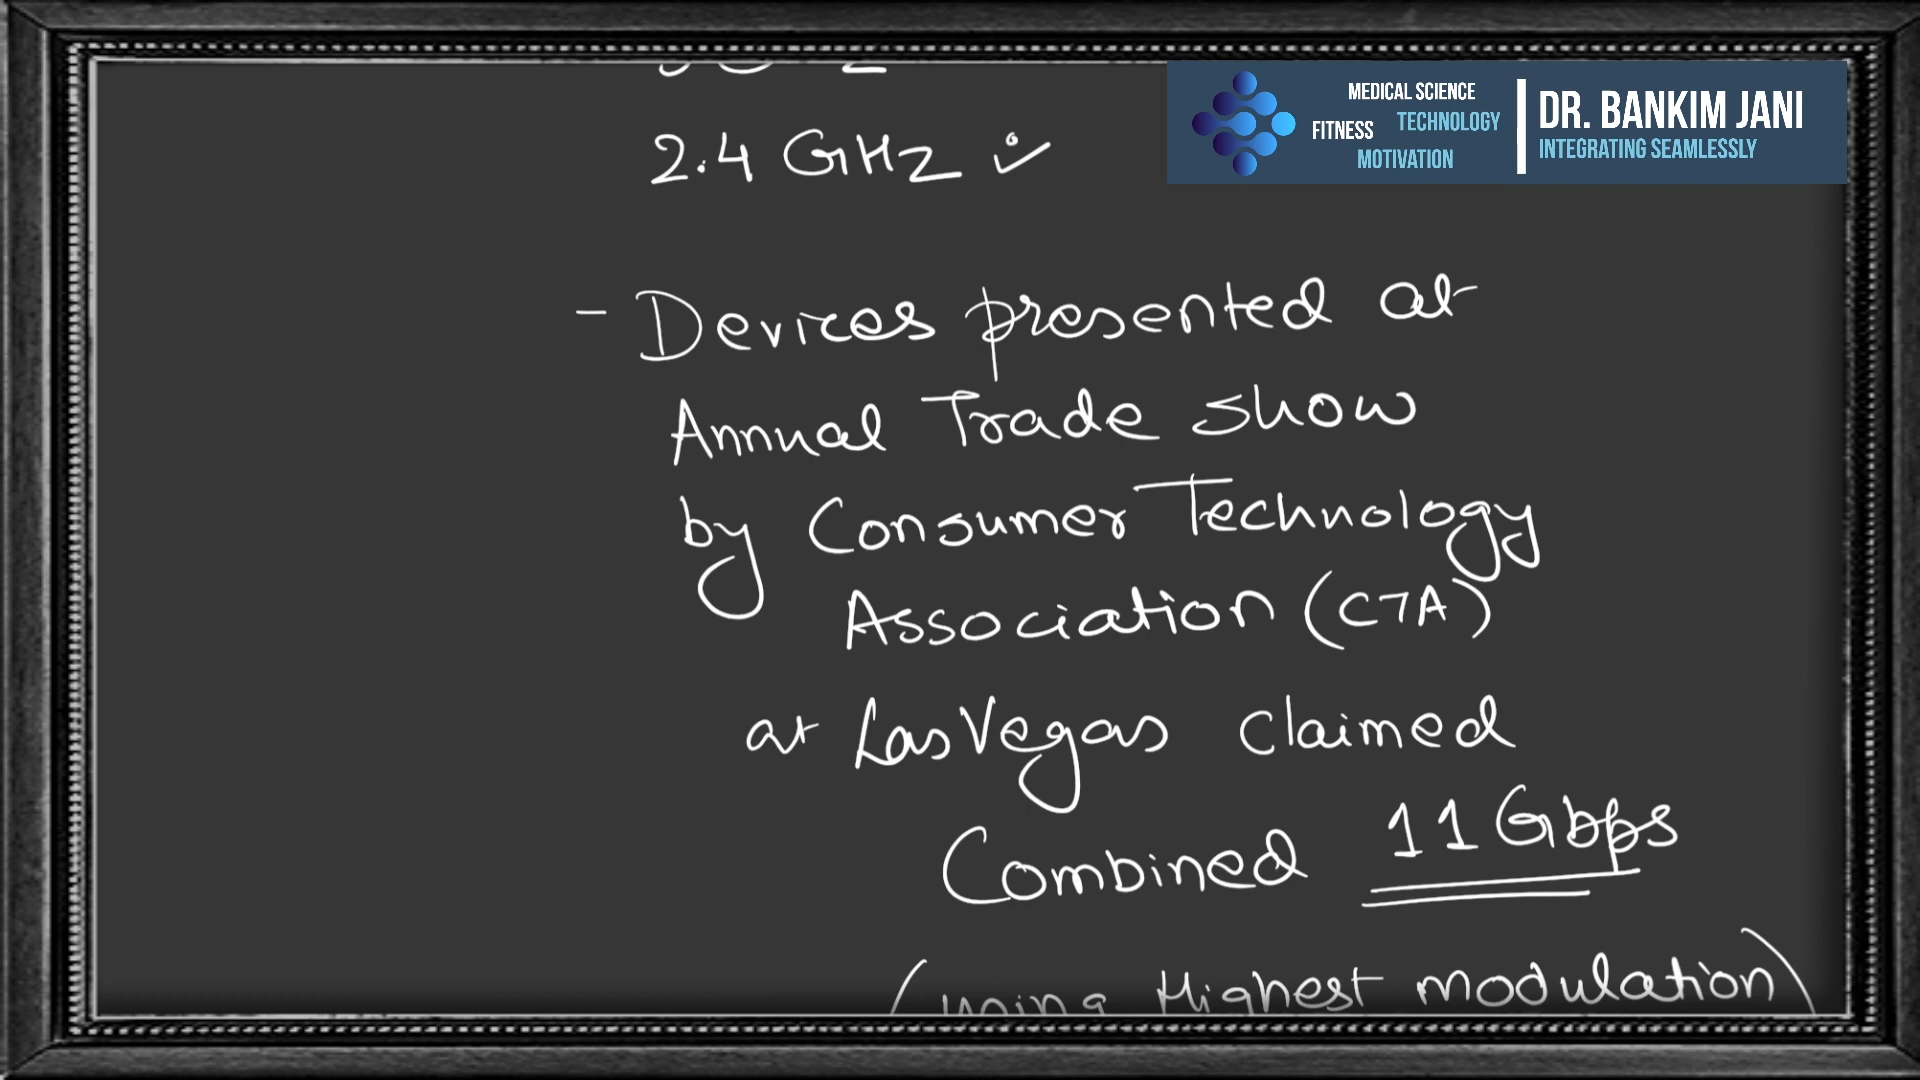 2.4 GHz
MEDICAL SCIENCE
FITNESS TECHNOLOGY
MOTIVATION
DR. BANKIM JANI
INTEGRATING SEAMLESSLY
- Devices presented at
Annual Trade show
by Consumer Technology
Association (CTA)
at Las Vegas claimed
Combined 11 Gbps
(using Highest modulation)